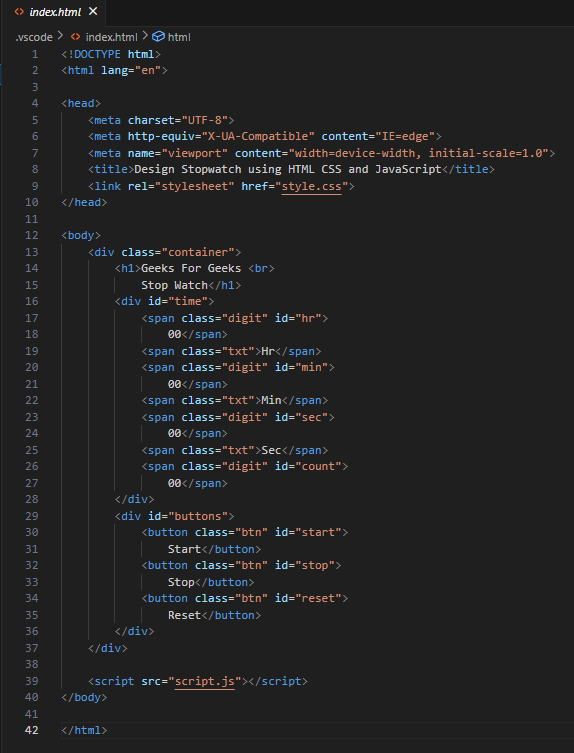 index.html
.vscode > index.html > html
1 <!DOCTYPE html>
2 <html lang="en">
3
4 <head>
5 <meta charset="UTF-8">
6 <meta http-equiv="X-UA-Compatible" content="IE=edge">
7 <meta name="viewport" content="width=device-width, initial-scale=1.0">
8 <title>Design Stopwatch using HTML CSS and JavaScript</title>
9 <link rel="stylesheet" href="style.css">
10 </head>
11
12 <body>
13 <div class="container">
14 <h1>Geeks For Geeks <br>
15 Stop Watch</h1>
16 <div id="time">
17 <span class="digit" id="hr">
18 00</span>
19 <span class="txt">Hr</span>
20 <span class="digit" id="min">
21 00</span>
22 <span class="txt">Min</span>
23 <span class="digit" id="sec">
24 00</span>
25 <span class="txt">Sec</span>
26 <span class="digit" id="count">
27 00</span>
28 </div>
29 <div id="buttons">
30 <button class="btn" id="start">
31 Start</button>
32 <button class="btn" id="stop">
33 Stop</button>
34 <button class="btn" id="reset">
35 Reset</button>
36 </div>
37 </div>
38
39 <script src="script.js"></script>
40 </body>
41
42 </html>